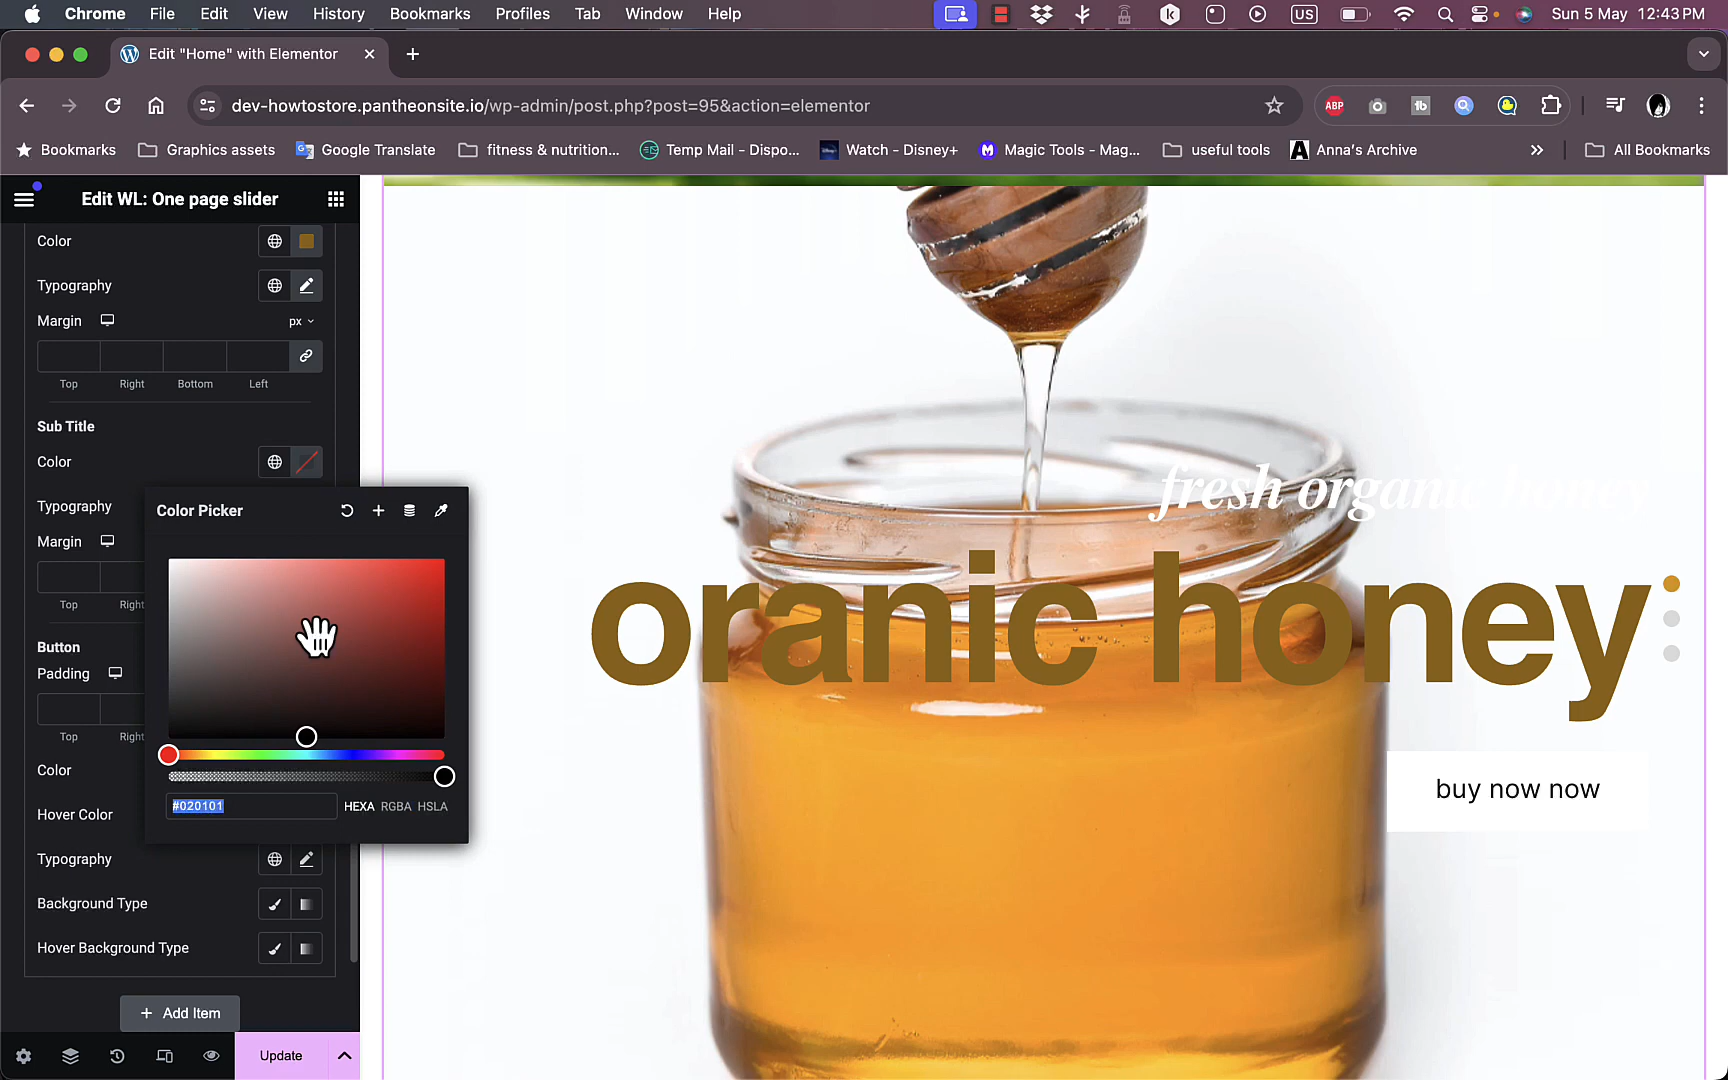 Chrome File Edit View History Bookmarks Profiles Tab Window Help US Sun 5 May 12:43 PM
Edit "Home" with Elementor
dev-howtostore.pantheonsite.io/wp-admin/post.php?post=95&action=elementor ABP tb
Bookmarks Graphics assets Google Translate fitness & nutrition... Temp Mail - Dispo... Watch - Disney+ Magic Tools - Mag... useful tools Anna's Archive » All Bookmarks
Edit WL: One page slider
Color
Typography
Margin px
Top Right Bottom Left
Sub Title
Color
Typography
Margin
Top Right
Button
Padding
Top Right
Color
Hover Color
Typography
Background Type
Hover Background Type
+ Add Item
Update
Color Picker
#020101 HEXA RGBA HSLA
fresh organic honey
oranic honey
buy now now